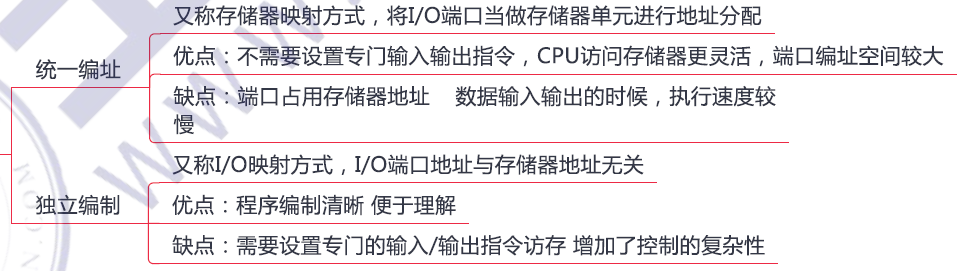 又称存储器映射方式，将I/O端口当做存储器单元进行地址分配
统一编址
优点：不需要设置专门输入输出指令，CPU访问存储器更灵活，端口编址空间较大
缺点：端口占用存储器地址 数据输入输出的时候，执行速度较
慢
又称I/O映射方式，I/O端口地址与存储器地址无关
独立编制
优点：程序编制清晰 便于理解
缺点：需要设置专门的输入/输出指令访存 增加了控制的复杂性